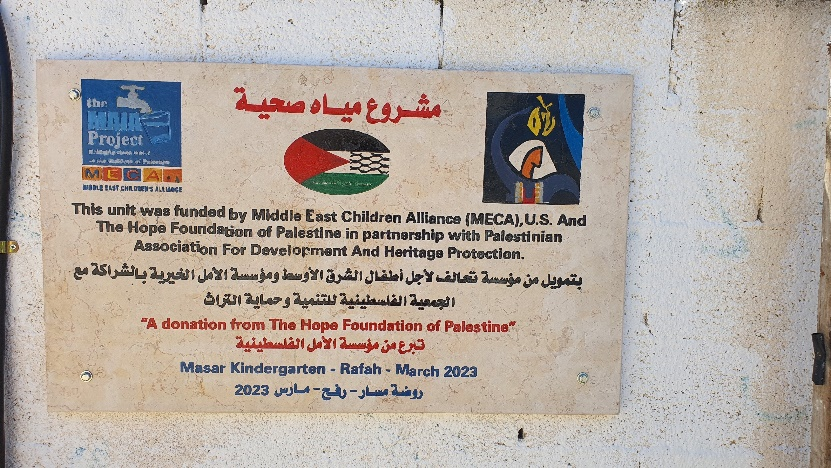 the
MAIA
Project
MECA
MIDDLE EAST CHILDREN'S ALLIANCE
مشروع مياه صحية
This unit was funded by Middle East Children Alliance (MECA), U.S. And
The Hope Foundation of Palestine in partnership with Palestinian
Association For Development And Heritage Protection.
بتمويل من مؤسسة تحالف لأجل أطفال الشرق الأوسط ومؤسسة الأمل الخيرية بالشراكة مع
الجمعية الفلسطينية للتنمية وحماية التراث
"A donation from The Hope Foundation of Palestine"
تبرع من مؤسسة الأمل الفلسطينية
Masar Kindergarten - Rafah - March 2023
روضة مسار - رفح - مارس 2023